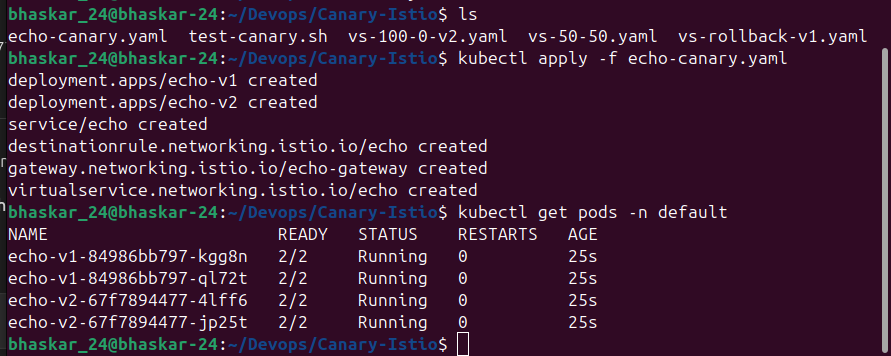 bhaskar_24@bhaskar-24:~/Devops/Canary-Istio$ ls
echo-canary.yaml  test-canary.sh  vs-100-0-v2.yaml  vs-50-50.yaml  vs-rollback-v1.yaml
bhaskar_24@bhaskar-24:~/Devops/Canary-Istio$ kubectl apply -f echo-canary.yaml
deployment.apps/echo-v1 created
deployment.apps/echo-v2 created
service/echo created
destinationrule.networking.istio.io/echo created
gateway.networking.istio.io/echo-gateway created
virtualservice.networking.istio.io/echo created
bhaskar_24@bhaskar-24:~/Devops/Canary-Istio$ kubectl get pods -n default
NAME                       READY   STATUS    RESTARTS   AGE
echo-v1-84986bb797-kgg8n   2/2     Running   0          25s
echo-v1-84986bb797-ql72t   2/2     Running   0          25s
echo-v2-67f7894477-4lff6   2/2     Running   0          25s
echo-v2-67f7894477-jp25t   2/2     Running   0          25s
bhaskar_24@bhaskar-24:~/Devops/Canary-Istio$